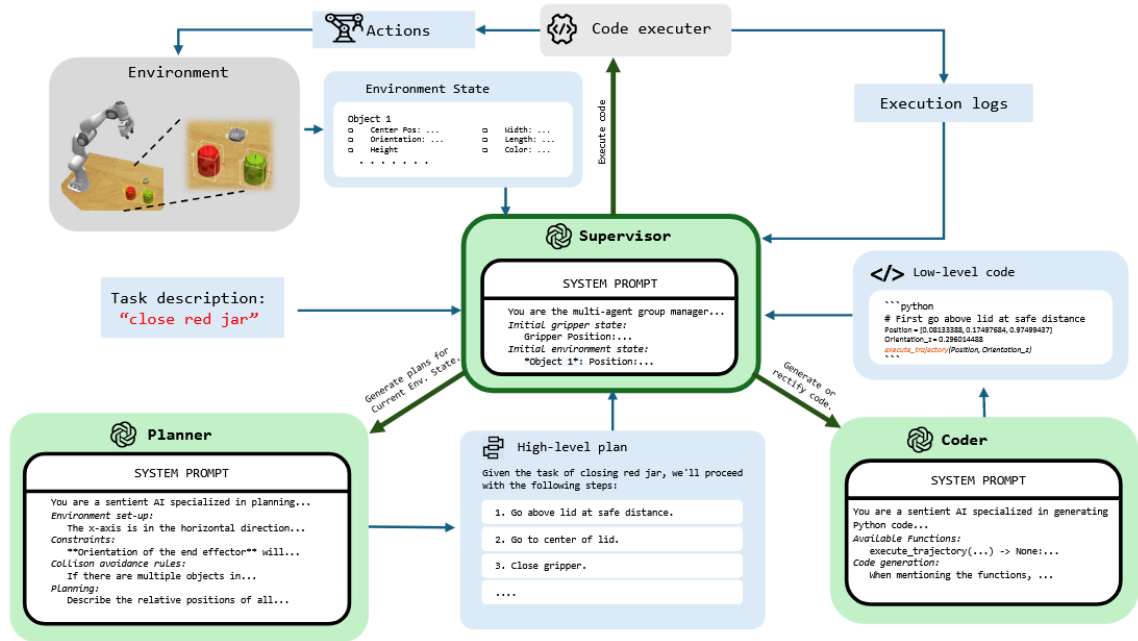 Actions
Code executer
Environment
Environment State
Object 1
Center Pos: ...
Width: ...
Orientation: ...
Length: ...
Height
Color: ...
. . . . . . .
Execute code
Execution logs
Supervisor
SYSTEM PROMPT
You are the multi-agent group manager...
Initial gripper state:
Gripper Position:...
Initial environment state:
*Object 1*: Position:...
Task description:
“close red jar”
</> Low-level code
```python
# First go above lid at safe distance
Position = [0.08133388, 0.17497684, 0.97499437]
Orientation_z = 0.296014488
execute_trajectory(Position, Orientation_z)
```
Generate plans for
Current Env. State.
Generate or
rectify code.
Planner
SYSTEM PROMPT
You are a sentient AI specialized in planning...
Environment set-up:
The x-axis is in the horizontal direction...
Constraints:
**Orientation of the end effector** will...
Collison avoidance rules:
If there are multiple objects in...
Planning:
Describe the relative positions of all...
High-level plan
Given the task of closing red jar, we'll proceed
with the following steps:
1. Go above lid at safe distance.
2. Go to center of lid.
3. Close gripper.
....
Coder
SYSTEM PROMPT
You are a sentient AI specialized in generating
Python code...
Available Functions:
execute_trajectory(...) -> None:...
Code generation:
When mentioning the functions, ...